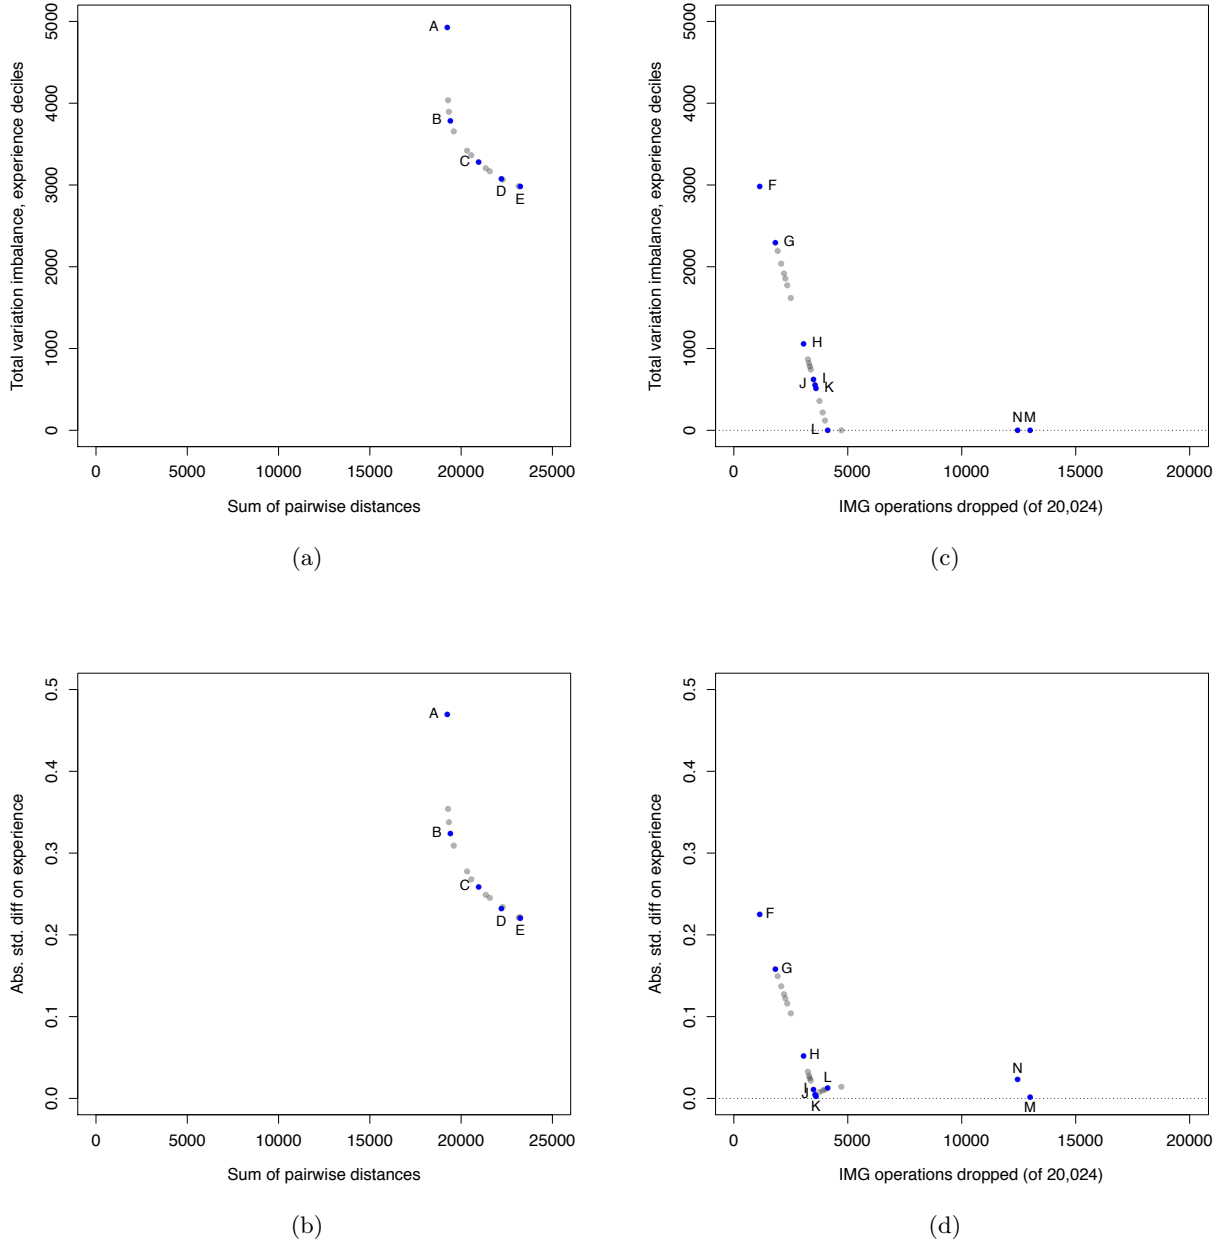 Total variation imbalance, experience deciles
5000
4000
3000
2000
1000
0
A
B
C
D
E
0 5000 10000 15000 20000 25000
Sum of pairwise distances
(a)
Total variation imbalance, experience deciles
5000
4000
3000
2000
1000
0
F
G
H
I
J K
L
N M
0 5000 10000 15000 20000
IMG operations dropped (of 20,024)
(c)
Abs. std. diff on experience
0.5
0.4
0.3
0.2
0.1
0.0
A
B
C
D
E
0 5000 10000 15000 20000 25000
Sum of pairwise distances
(b)
Abs. std. diff on experience
0.5
0.4
0.3
0.2
0.1
0.0
F
G
H
L
I
J
K
N
M
0 5000 10000 15000 20000
IMG operations dropped (of 20,024)
(d)